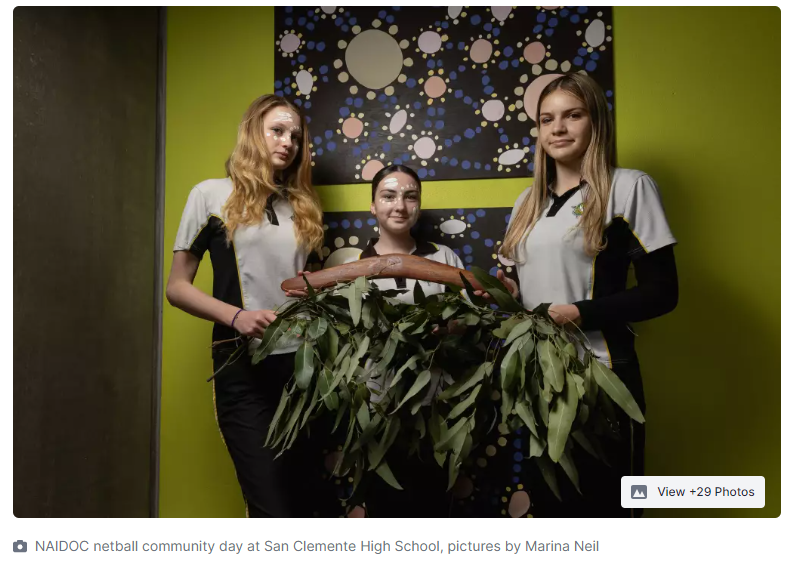 View +29 Photos
NAIDOC netball community day at San Clemente High School, pictures by Marina Neil